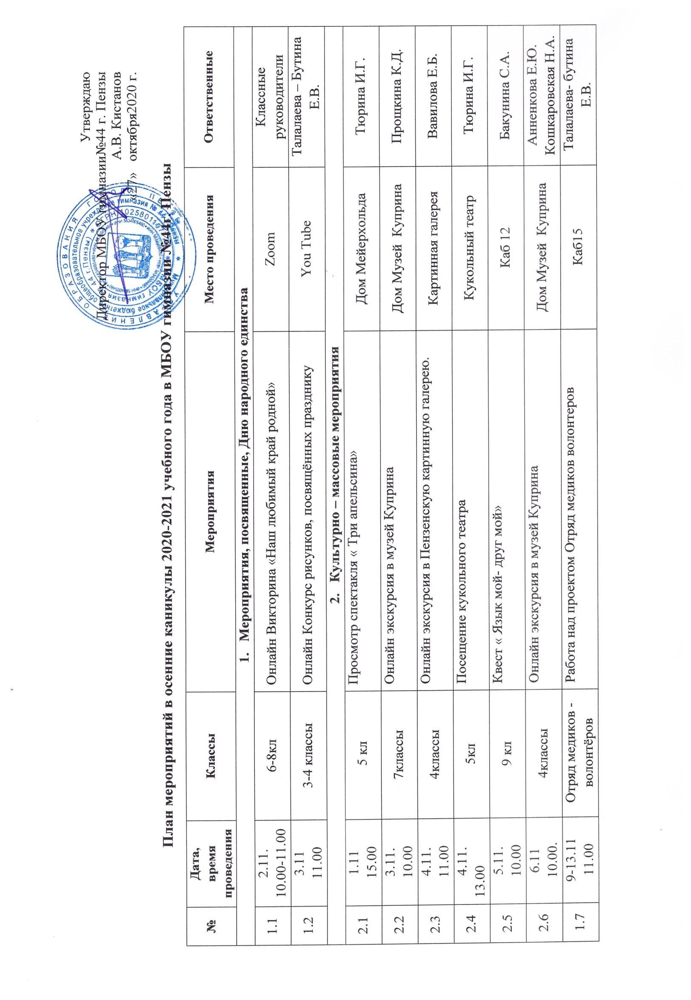 Утверждаю
Директор МБОУ гимназии№44 г. Пензы
А.В. Кистанов
«27» октября2020 г.
План мероприятий в осенние каникулы 2020-2021 учебного года в МБОУ гимназии №44г. Пензы
№ Дата, время проведения Классы Мероприятия Место проведения Ответственные
1. Мероприятия, посвященные, Дню народного единства
1.1 2.11. 10.00-11.00 6-8кл Онлайн Викторина «Наш любимый край родной» Zoom Классные руководители
1.2 3.11 11.00 3-4 классы Онлайн Конкурс рисунков, посвящённых празднику You Tube Талалаева – Бутина Е.В.
2. Культурно – массовые мероприятия
2.1 1.11 15.00 5 кл Просмотр спектакля « Три апельсина» Дом Мейерхольда Тюрина И.Г.
2.2 3.11. 10.00 7классы Онлайн экскурсия в музей Куприна Дом Музей Куприна Прошкина К.Д.
2.3 4.11. 11.00 4классы Онлайн экскурсия в Пензенскую картинную галерею. Картинная галерея Вавилова Е.Б.
2.4 4.11. 13.00 5кл Посещение кукольного театра Кукольный театр Тюрина И.Г.
2.5 5.11. 10.00 9 кл Квест « Язык мой- друг мой» Каб 12 Бакунина С.А.
2.6 6.11 10.00. 4классы Онлайн экскурсия в музей Куприна Дом Музей Куприна Анненкова Е.Ю. Кошкаровская Н.А.
1.7 9-13.11 11.00 Отряд медиков - волонтёров Работа над проектом Отряд медиков волонтеров Каб15 Талалаева- бутина Е.В.